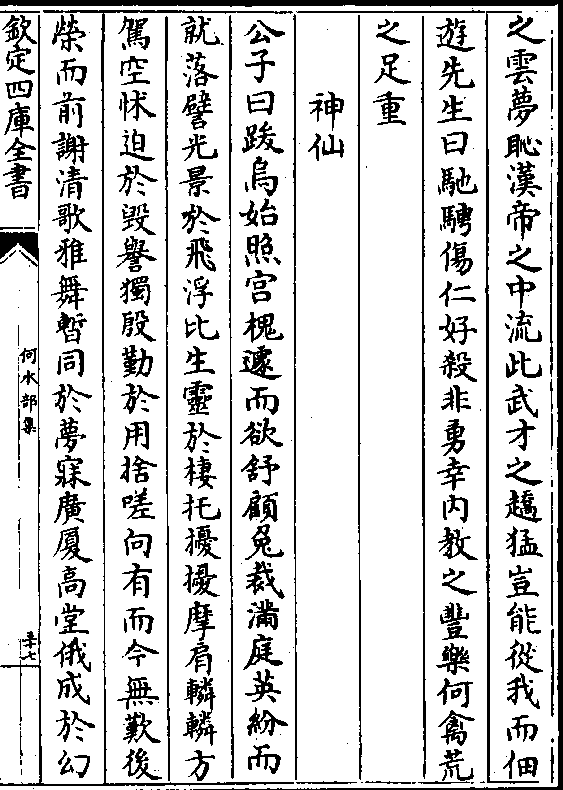 之雲夢恥漢帝之中流此武才之趫猛豈能從我而佃
遊先生曰馳騁傷仁好殺非勇幸内教之豐樂何禽荒
之足重
神仙
公子曰踆烏始照宫槐遽而欲舒顧兔裁滿庭英紛而
就落譬光景於飛浮比生靈於棲托擾擾摩肩轔轔方
駕空怵迫於毀譽獨殷勤於用捨嗟向有而今無歎後
榮而前謝清歌雅舞暫同於夢寐廣厦高堂俄成於幻
欽定四庫全書
何水部集
三十七